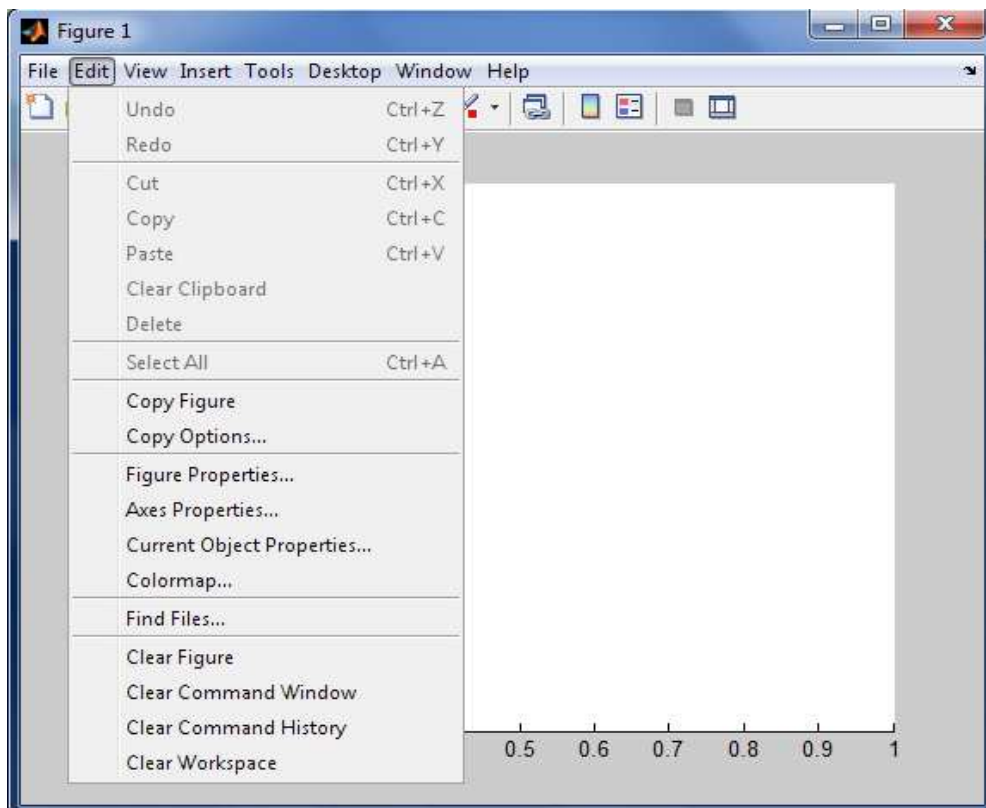 Figure 1
File Edit View Insert Tools Desktop Window Help
Undo Ctrl+Z
Redo Ctrl+Y
Cut Ctrl+X
Copy Ctrl+C
Paste Ctrl+V
Clear Clipboard
Delete
Select All Ctrl+A
Copy Figure
Copy Options...
Figure Properties...
Axes Properties...
Current Object Properties...
Colormap...
Find Files...
Clear Figure
Clear Command Window
Clear Command History
Clear Workspace
0.5 0.6 0.7 0.8 0.9 1